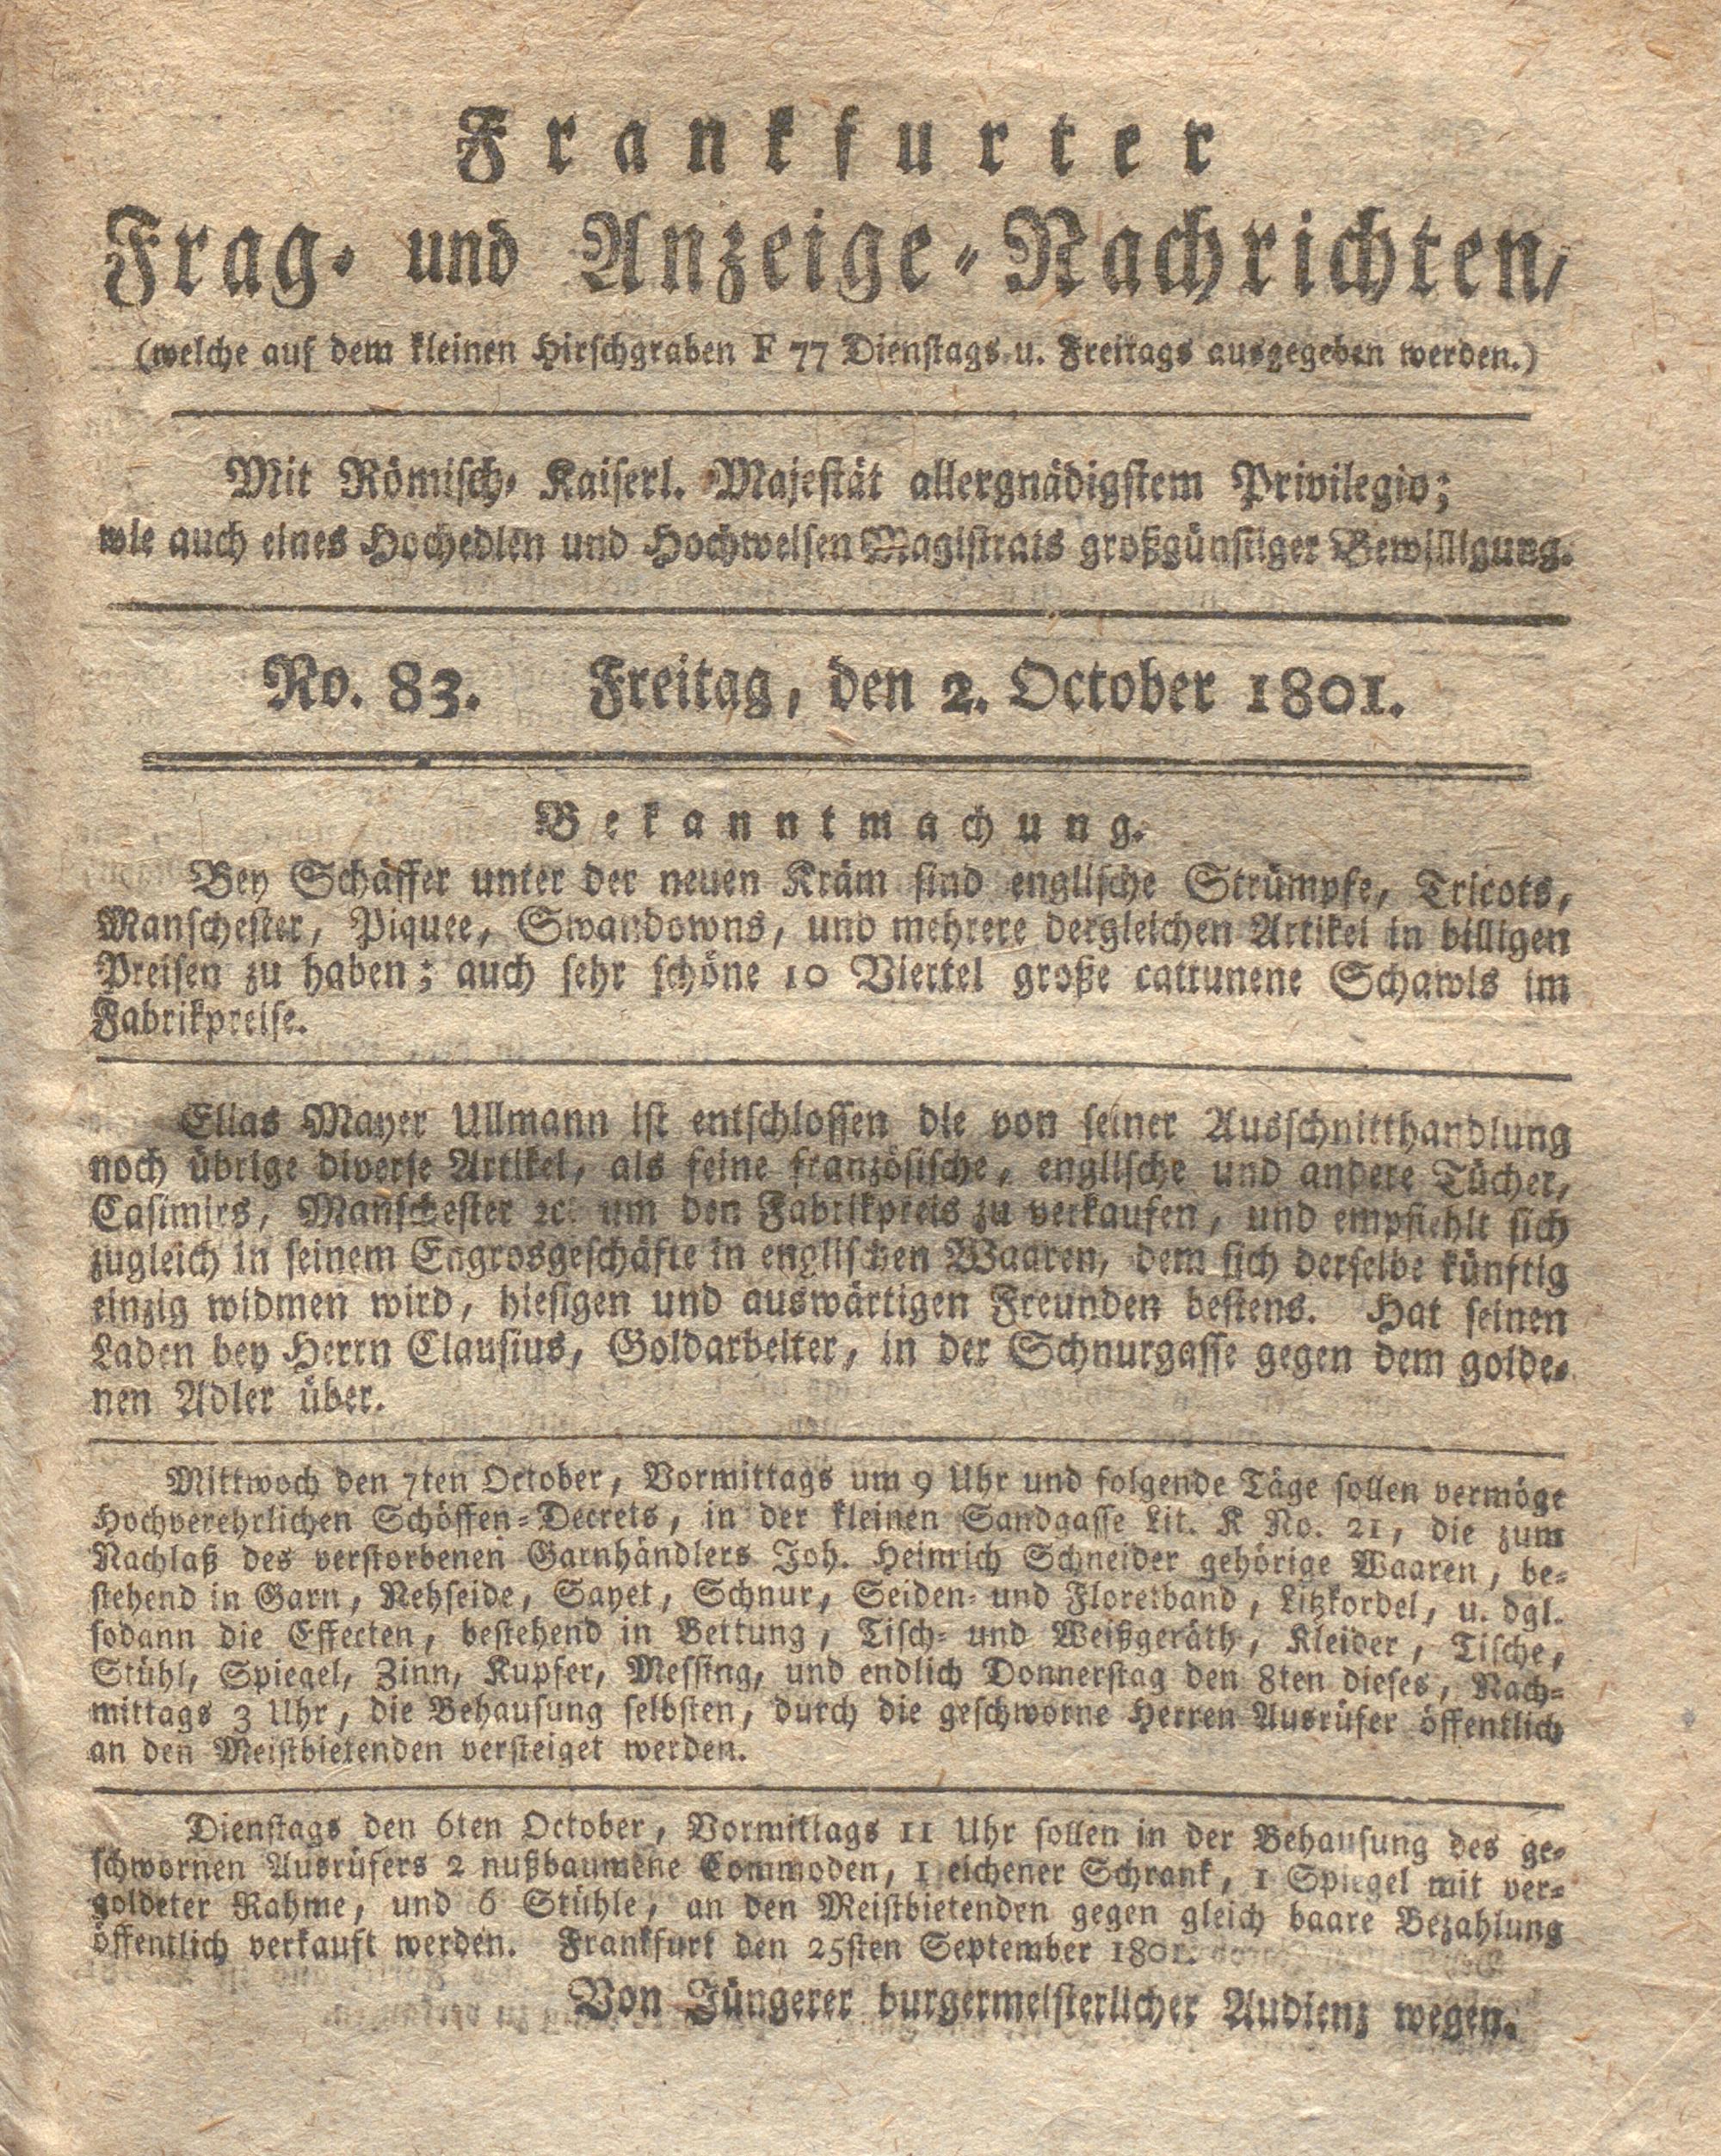 Frankfurter
Frag- und Anzeige-Nachrichten,
(welche auf dem kleinen Hirschgraben F 77 Dienstags u. Freitags ausgegeben werden.)
Mit Römisch- Kaiserl. Majestät allergnädigstem Privilegio;
wie auch eines Hochedlen und Hochweisen Magistrats großgünstiger Bewilligung.
No. 83. Freitag, den 2. October 1801.
Bekanntmachung.
Bey Schäffer unter der neuen Kräm sind englische Strümpfe, Tricots,
Manschester, Piquee, Swandowns, und mehrere dergleichen Artikel in billigen
Preisen zu haben; auch sehr schöne 10 Viertel große cattunene Schawls im
Fabrikpreise.
Elias Mayer Ullmann ist entschlossen die von seiner Ausschnitthandlung
noch übrige diverse Artikel, als feine französische, englische und andere Tücher,
Casimirs, Manschester ꝛc. um den Fabrikpreis zu verkaufen, und empfiehlt sich
zugleich in seinem Engrosgeschäfte in englischen Waaren, dem sich derselbe künftig
einzig widmen wird, hiesigen und auswärtigen Freunden bestens. Hat seinen
Laden bey Herrn Clausius, Goldarbeiter, in der Schnurgasse gegen dem golde-
nen Adler über.
Mittwoch den 7ten October, Vormittags um 9 Uhr und folgende Täge sollen vermöge
Hochverehrlichen Schöffen-Decrets, in der kleinen Sandgasse Lit. K No. 21, die zum
Nachlaß des verstorbenen Garnhändlers Joh. Heinrich Schneider gehörige Waaren, be-
stehend in Garn, Nehseide, Sayet, Schnur, Seiden- und Floretband, Litzkordel, u. dgl.
sodann die Effecten, bestehend in Bettung, Tisch- und Weißgeräth, Kleider, Tische,
Stühl, Spiegel, Zinn, Kupfer, Messing, und endlich Donnerstag den 8ten dieses, Nach-
mittags 3 Uhr, die Behausung selbsten, durch die geschworne Herren Ausrüfer öffentlich
an den Meistbietenden versteiget werden.
Dienstags den 6ten October, Vormittags 11 Uhr sollen in der Behausung des ge-
schwornen Ausrüfers 2 nußbaumene Commoden, 1 eichener Schrank, 1 Spiegel mit ver-
goldeter Rahme, und 6 Stühle, an den Meistbietenden gegen gleich baare Bezahlung
öffentlich verkauft werden. Frankfurt den 25sten September 1801.
Von Jüngerer burgermeisterlicher Audienz wegen.